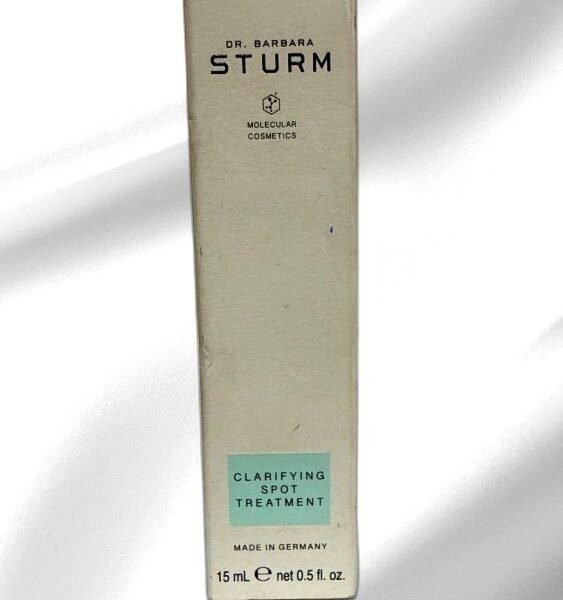 DR. BARBARA
STURM
MOLECULAR
COSMETICS
CLARIFYING
SPOT
TREATMENT
MADE IN GERMANY
15 mL ℮ net 0.5 fl. oz.